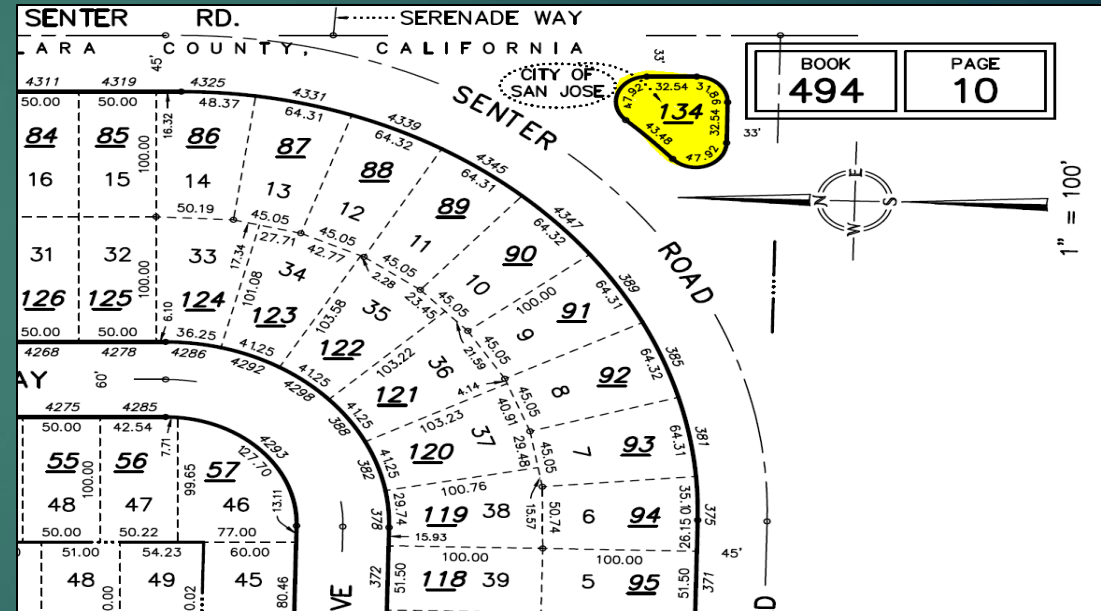 SENTER RD.
SERENADE WAY
LARA COUNTY, CALIFORNIA
CITY OF
SAN JOSE
BOOK
494
PAGE
10
33'
32.54
31.86
47.92
134
32.54
43.48
47.92
33'
N E S W
1" = 100'
45'
4311 4319 4325 4331 4339 4345 4347 389 385 381 375 371
SENTER ROAD
50.00 50.00 48.37 64.31 64.32 64.31 64.32 64.31 64.32 64.31
16.32
84 85 86 87 88 89 90 91 92 93 94 95
100.00
16 15 14 13 12 11 10 9 8 7 6 5
50.19 45.05 45.05 45.05 45.05 45.05 45.05 45.05
27.71 42.77 2.28 23.45 21.59 4.14 40.91 29.48 15.57
17.34
100.00
31 32 33 34 35 36 37 38 39
100.00
101.08 103.58 103.22 103.23 100.76 100.00
126 125 124 123 122 121 120 119 118
6.10
50.00 50.00 36.25 41.25 41.25 41.25 41.25 29.74 15.93 51.50
50.74
35.10
26.15
100.00
51.50
45'
4268 4278 4286 4292 4298 388 382 378 372
AY
60'
4275 4285 4293
50.00 42.54 127.70
7.71
55 56 57
100.00
99.65
13.11
48 47 46
50.00 50.22 77.00
51.00 54.23 60.00
48 49 45
80.46
VE
D